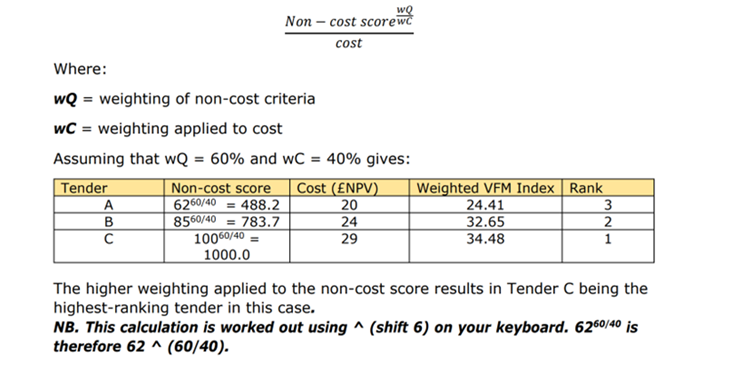 Non − cost score^(wQ/wC)
cost
Where:
wQ = weighting of non-cost criteria
wC = weighting applied to cost
Assuming that wQ = 60% and wC = 40% gives:
Tender Non-cost score Cost (£NPV) Weighted VFM Index Rank
A 62^60/40 = 488.2 20 24.41 3
B 85^60/40 = 783.7 24 32.65 2
C 100^60/40 = 29 34.48 1
1000.0
The higher weighting applied to the non-cost score results in Tender C being the
highest-ranking tender in this case.
NB. This calculation is worked out using ^ (shift 6) on your keyboard. 62^60/40 is
therefore 62 ^ (60/40).